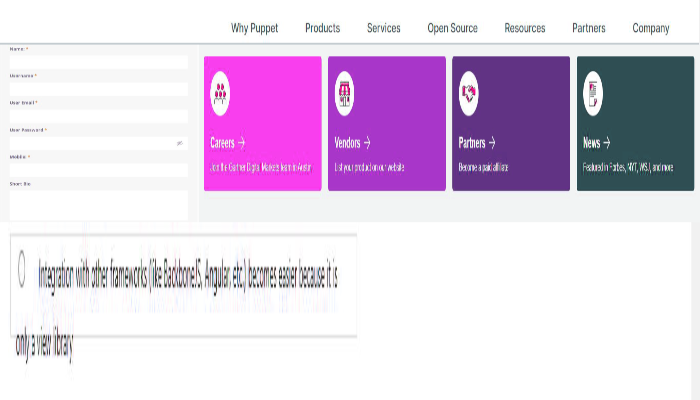 Why Puppet Products Services Open Source Resources Partners Company
Name: *
Username *
User Email *
User Password *
Mobile: *
Short Bio
Careers →
Join the Gartner Digital Markets team in Austin
Vendors →
List your product on our website
Partners →
Become a paid affiliate
News →
Featured in Forbes, NYT, WSJ, and more
Integration with other frameworks (like BackboneJS, Angular, etc.) becomes easier because it is
only a view library